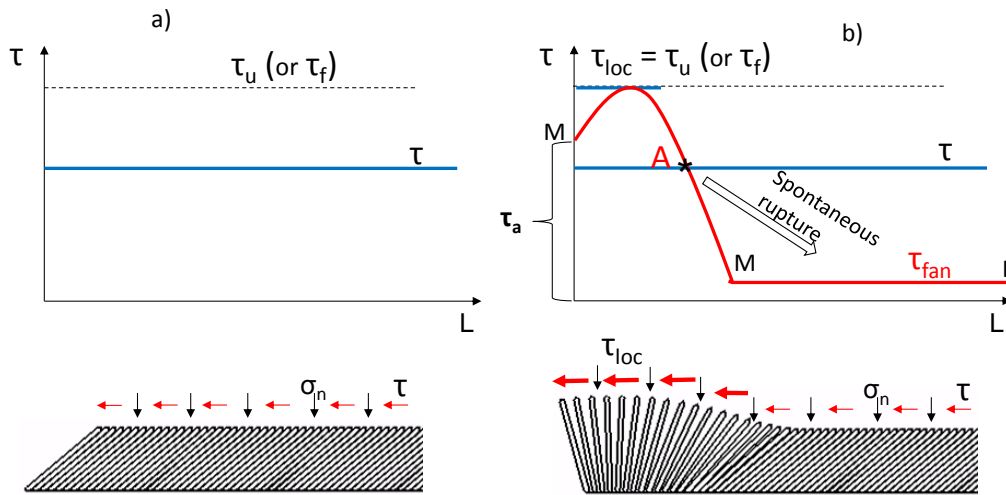 a)
τ
τu (or τf)
τ
L
σn
τ
b)
τ
τloc = τu (or τf)
M
A
τ
Spontaneous
rupture
τa
M
τfan
L
τloc
σn
τ